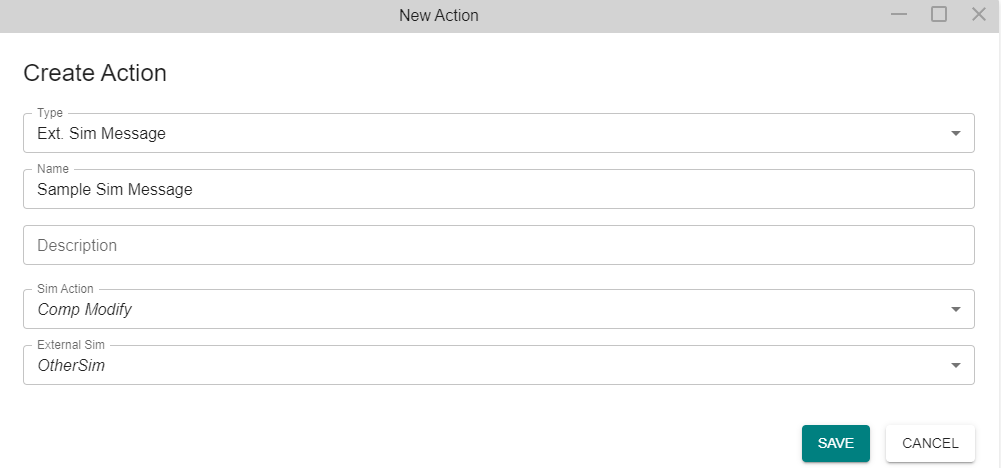 New Action
Create Action
Type
Ext. Sim Message
Name
Sample Sim Message
Description
Sim Action
Comp Modify
External Sim
OtherSim
SAVE CANCEL